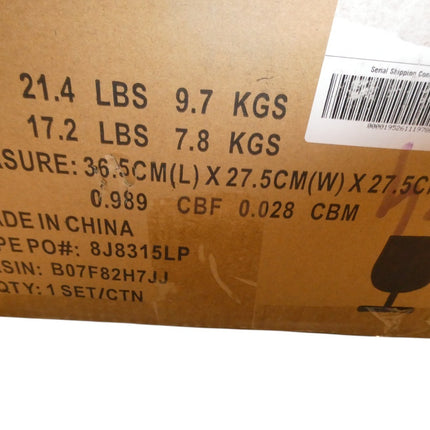 Serial Shipping Con
21.4 LBS 9.7 KGS
17.2 LBS 7.8 KGS
ASURE: 36.5CM(L) X 27.5CM(W) X 27.5C
0.989 CBF 0.028 CBM
ADE IN CHINA
PE PO#: 8J8315LP
SIN: B07F82H7JJ
QTY: 1 SET/CTN